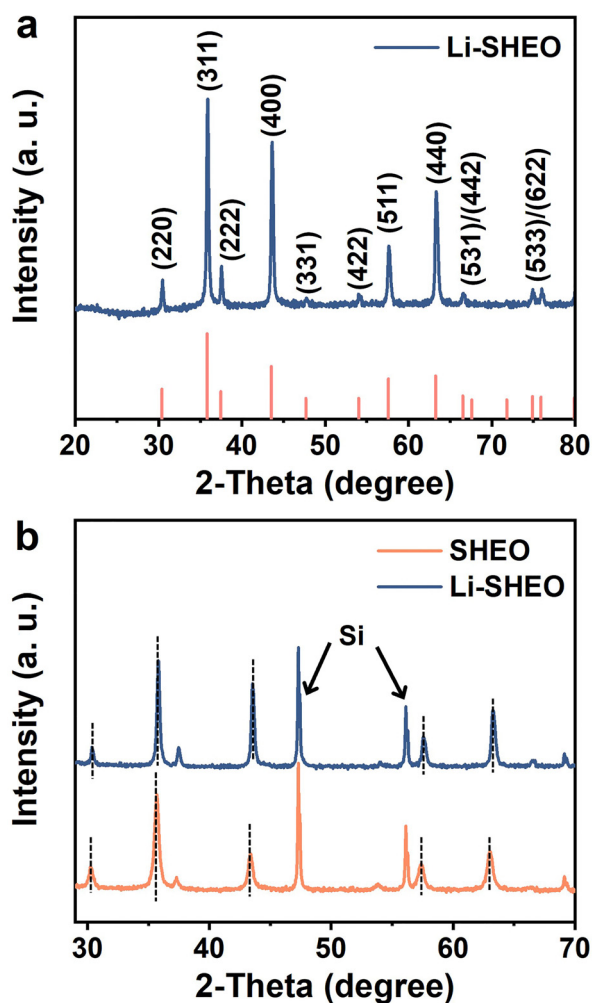 a
Li-SHEO
(220)
(311)
(222)
(400)
(331)
(422)
(511)
(440)
(531)/(442)
(533)/(622)
Intensity (a. u.)
20 30 40 50 60 70 80
2-Theta (degree)
b
SHEO
Li-SHEO
Si
Intensity (a. u.)
30 40 50 60 70
2-Theta (degree)